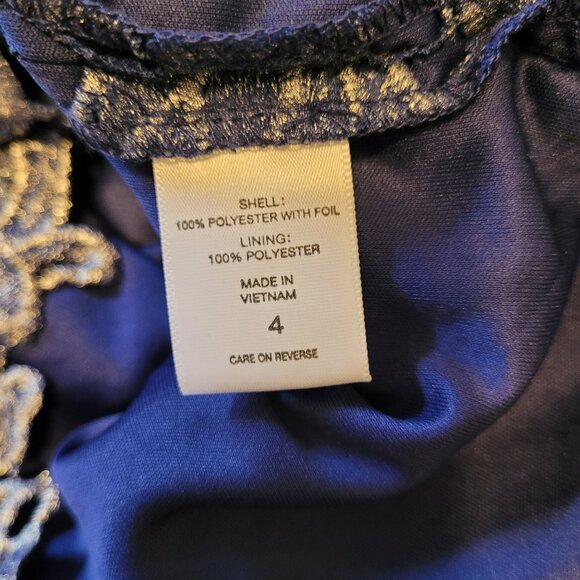 SHELL:
100% POLYESTER WITH FOIL
LINING:
100% POLYESTER
MADE IN
VIETNAM
4
CARE ON REVERSE